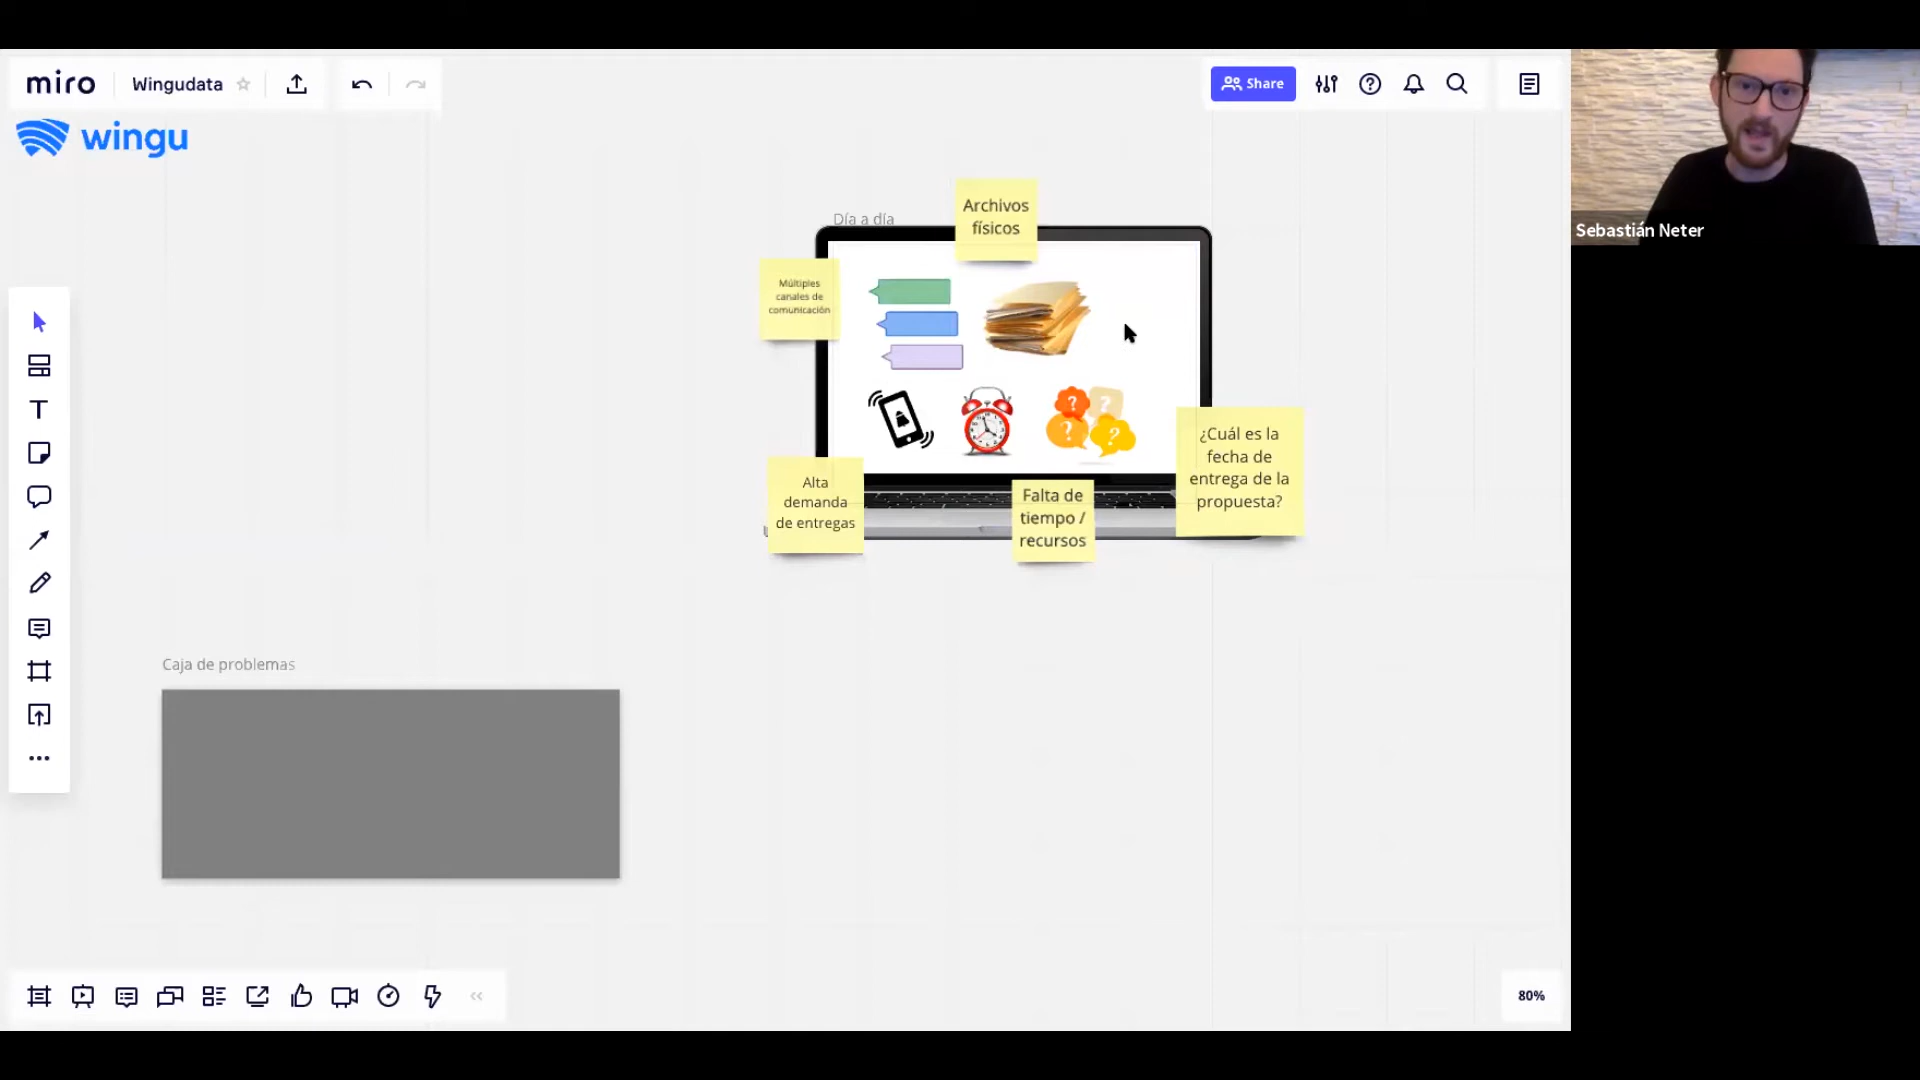 miro
Wingudata
Share
wingu
Sebastián Neter
Día a día
Archivos
físicos
Múltiples
canales de
comunicación
?
?
?
?
¿Cuál es la
fecha de
entrega de la
propuesta?
Alta
demanda
de entregas
Falta de
tiempo /
recursos
Caja de problemas
80%